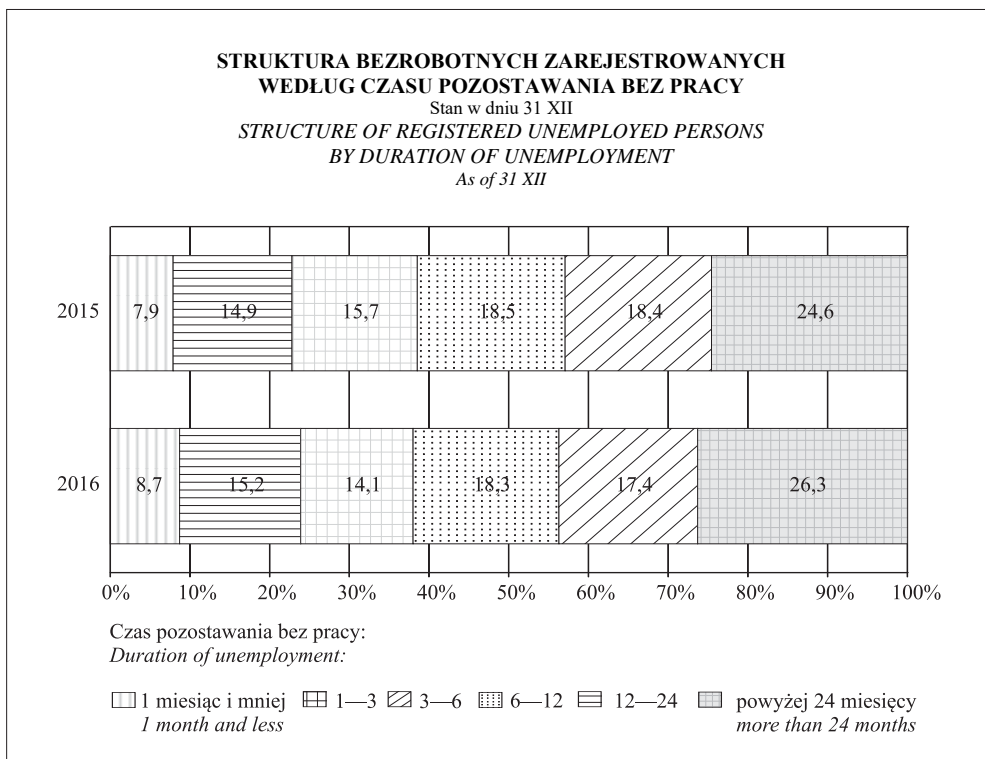 STRUKTURA BEZROBOTNYCH ZAREJESTROWANYCH
WEDŁUG CZASU POZOSTAWANIA BEZ PRACY
Stan w dniu 31 XII
STRUCTURE OF REGISTERED UNEMPLOYED PERSONS
BY DURATION OF UNEMPLOYMENT
As of 31 XII
2015 7,9 14,9 15,7 18,5 18,4 24,6
2016 8,7 15,2 14,1 18,3 17,4 26,3
0% 10% 20% 30% 40% 50% 60% 70% 80% 90% 100%
Czas pozostawania bez pracy:
Duration of unemployment:
1 miesiąc i mniej 1—3 3—6 6—12 12—24 powyżej 24 miesięcy
1 month and less more than 24 months